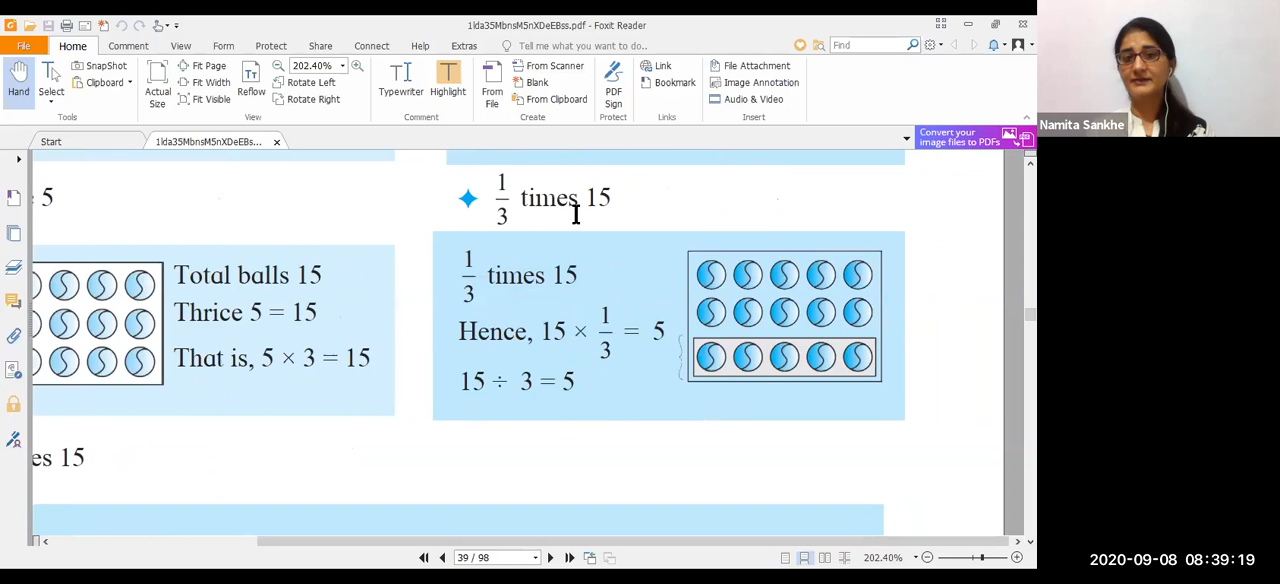 1lda35MbnsM5nXDeEBss.pdf - Foxit Reader
File Home Comment View Form Protect Share Connect Help Extras Tell me what you want to do.. Find
Hand
Select
SnapShot
Clipboard
Tools
Actual Size
Fit Page
Fit Width
Fit Visible
Reflow
202.40%
Rotate Left
Rotate Right
View
Typewriter
Highlight
Comment
From File
From Scanner
Blank
From Clipboard
Create
PDF Sign
Protect
Link
Bookmark
Links
File Attachment
Image Annotation
Audio & Video
Insert
Start 1lda35MbnsM5nXDeEBs...
Convert your
image files to PDFs
Namita Sankhe
5
1/3 times 15
Total balls 15
Thrice 5 = 15
That is, 5 × 3 = 15
1/3 times 15
Hence, 15 × 1/3 = 5
15 ÷ 3 = 5
es 15
39 / 98
202.40%
2020-09-08 08:39:19